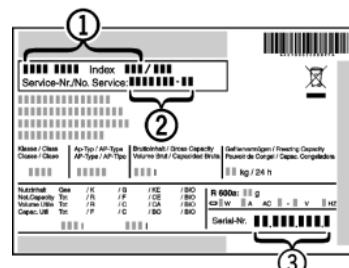 ①
Index /
Service-Nr./No. Service: -
②
Klasse / Class
Classe / Clase
Ap-Typ / AP-Type
AP-Type / AP-Tipo
Bruttoinhalt / Gross Capacity
Volume Brut / Capacidad Bruta
Gefriervermögen / Freezing Capacity
Pouvoir de Congel / Capac. Congeladora
l
kg / 24 h
Nutzinhalt Ges / K / G / KE / BIO
Net.Capacity Tot / R / F / CE / BIO
Volume Utile Tot / R / C / CA / BIO
Capac. Util Tot / F / C / BO / BIO
l l
R 600a: g
W A AC - V HZ
Serial-Nr.
③